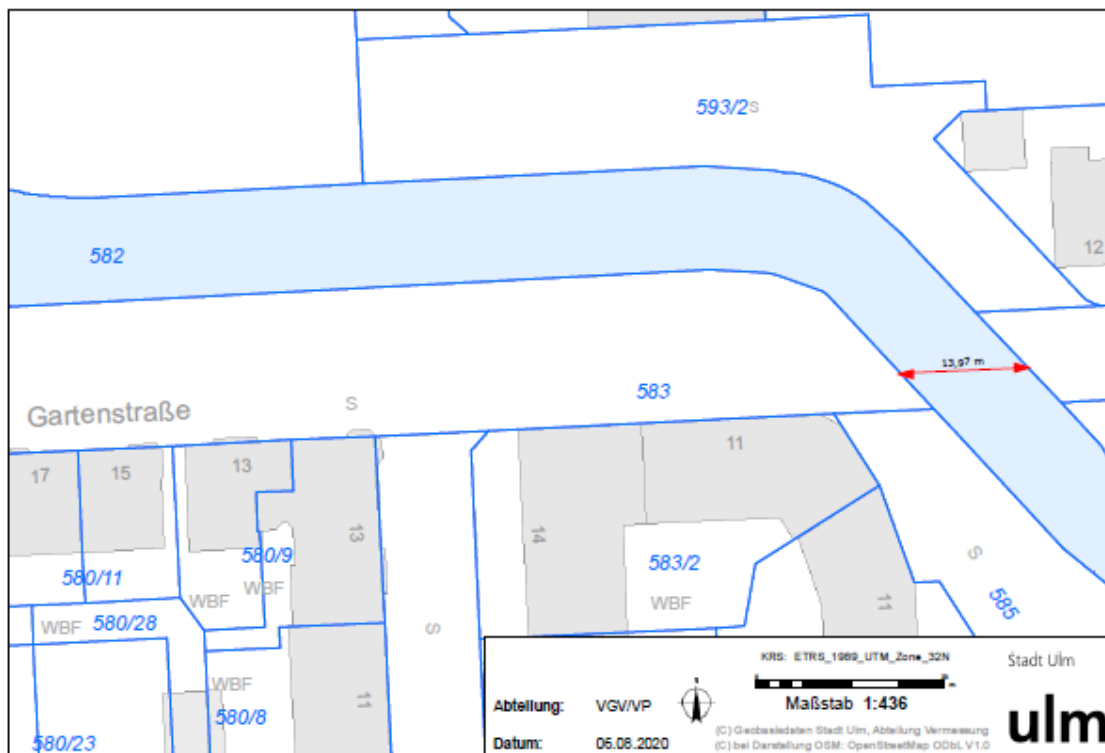 593/2 S
582
12
13,97 m
583
Gartenstraße
S
17
15
13
11
13
14
580/9
583/2
580/11
WBF
WBF
WBF
S
580/28
WBF
S
11
585
WBF
580/8
11
580/23
KRS: ETRS_1989_UTM_Zone_32N
Stadt Ulm
m
Abteilung: VGV/VP
Maßstab 1:436
ulm
Datum: 06.08.2020
(C) Geobasisdaten Stadt Ulm, Abteilung Vermessung
(C) bei Darstellung OSM: OpenStreetMap ODbL V1.0